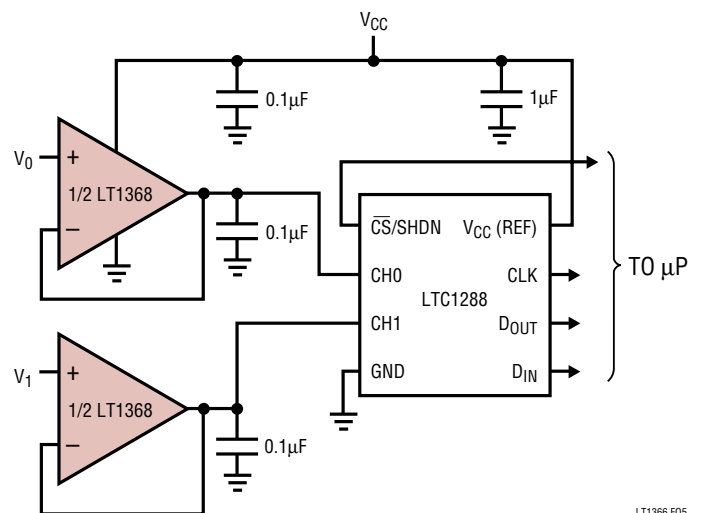 VCC
0.1µF
1µF
V0
+
1/2 LT1368
–
0.1µF
CS/SHDN
VCC (REF)
CH0
CLK
LTC1288
CH1
DOUT
GND
DIN
TO µP
V1
+
1/2 LT1368
–
0.1µF
LT1366 F05